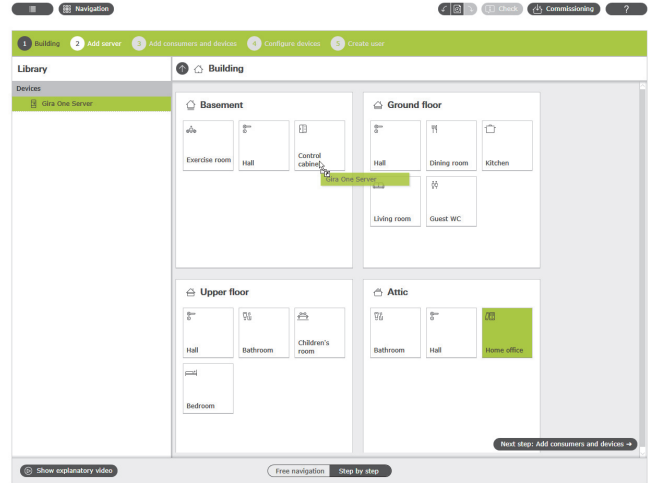 Navigation
Check
Commissioning
?
1 Building 2 Add server 3 Add consumers and devices 4 Configure devices 5 Create user
Library
Building
Devices
Gira One Server
Basement
Exercise room
Hall
Control
cabinet
Gira One Server
Ground floor
Hall
Dining room
Kitchen
Living room
Guest WC
Upper floor
Hall
Bathroom
Children's
room
Bedroom
Attic
Bathroom
Hall
Home office
Next step: Add consumers and devices →
Show explanatory video
Free navigation Step by step